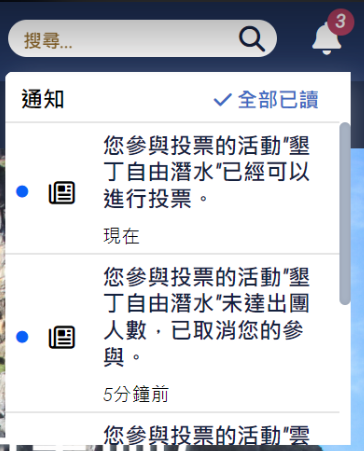 搜尋...
3
通知
全部已讀
您參與投票的活動"墾
丁自由潛水"已經可以
進行投票。
現在
您參與投票的活動"墾
丁自由潛水"未達出團
人數，已取消您的參
與。
5分鐘前
您參與投票的活動"雲